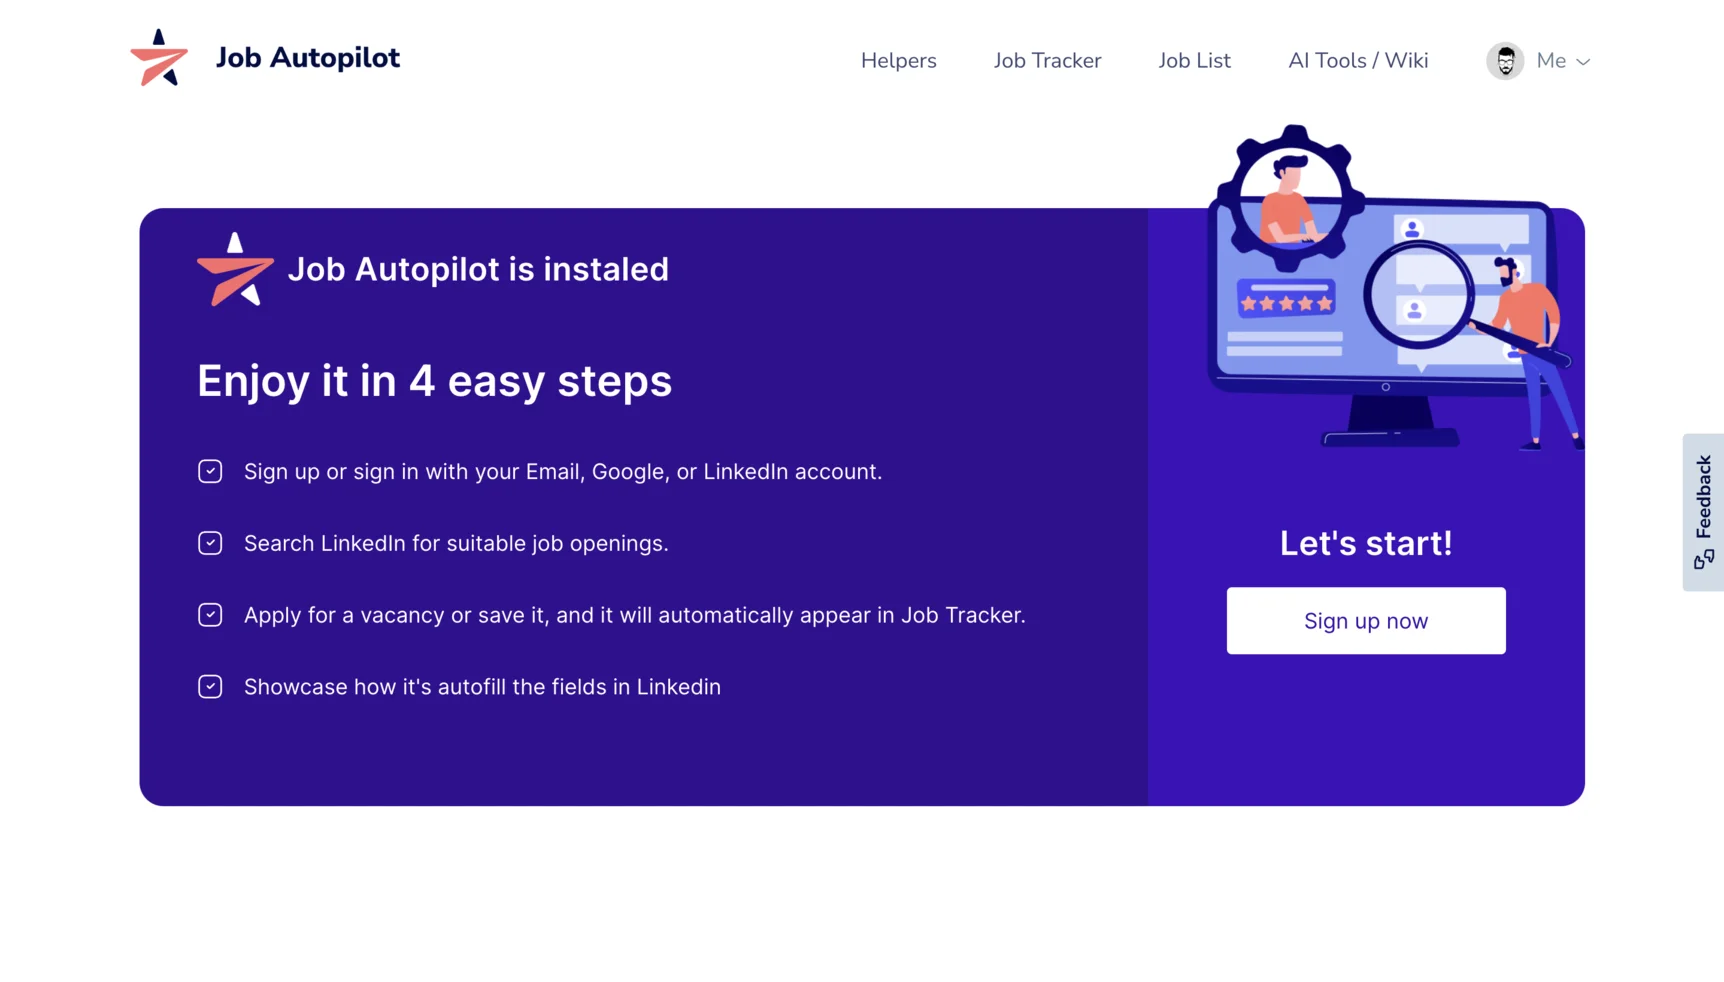 Job Autopilot
Helpers
Job Tracker
Job List
AI Tools / Wiki
Me
Job Autopilot is instaled
Enjoy it in 4 easy steps
Sign up or sign in with your Email, Google, or LinkedIn account.
Search LinkedIn for suitable job openings.
Apply for a vacancy or save it, and it will automatically appear in Job Tracker.
Showcase how it's autofill the fields in Linkedin
Let's start!
Sign up now
Feedback